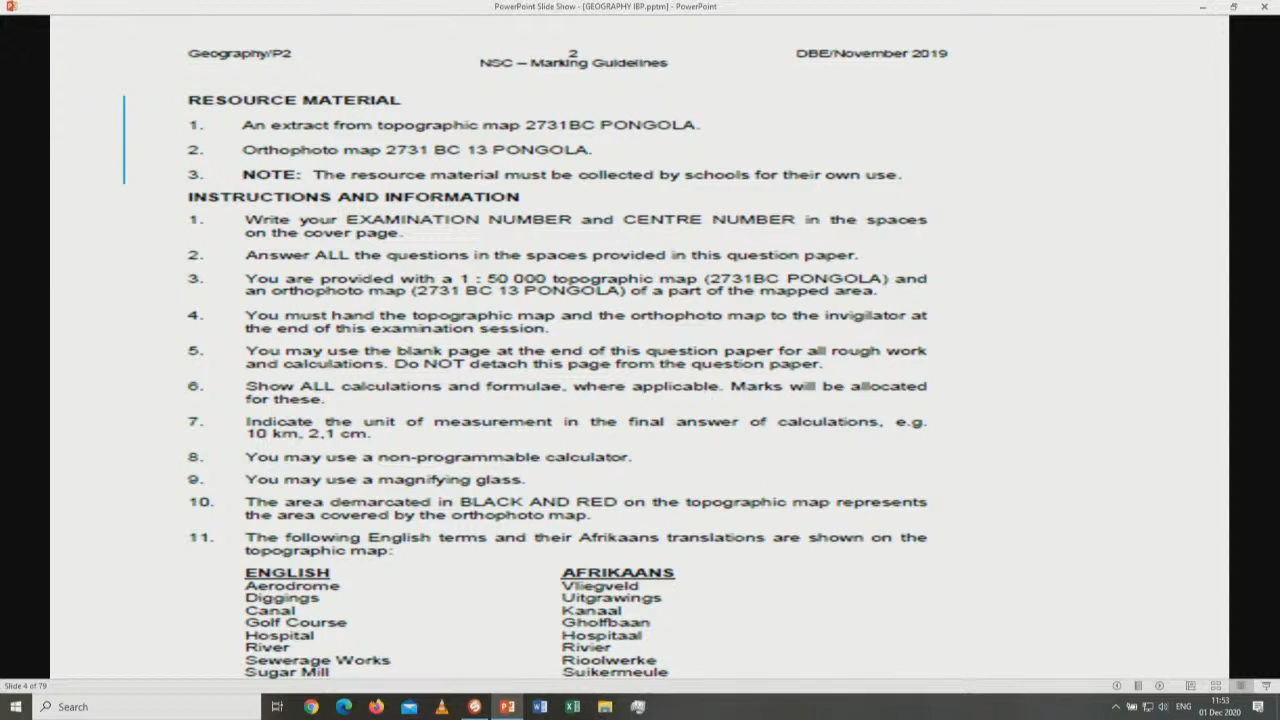 PowerPoint Slide Show - [GEOGRAPHY IBP.pptm] - PowerPoint
Geography/P2
2
DBE/November 2019
NSC – Marking Guidelines
RESOURCE MATERIAL
1. An extract from topographic map 2731BC PONGOLA.
2. Orthophoto map 2731 BC 13 PONGOLA.
3. NOTE: The resource material must be collected by schools for their own use.
INSTRUCTIONS AND INFORMATION
1. Write your EXAMINATION NUMBER and CENTRE NUMBER in the spaces
on the cover page.
2. Answer ALL the questions in the spaces provided in this question paper.
3. You are provided with a 1 : 50 000 topographic map (2731BC PONGOLA) and
an orthophoto map (2731 BC 13 PONGOLA) of a part of the mapped area.
4. You must hand the topographic map and the orthophoto map to the invigilator at
the end of this examination session.
5. You may use the blank page at the end of this question paper for all rough work
and calculations. Do NOT detach this page from the question paper.
6. Show ALL calculations and formulae, where applicable. Marks will be allocated
for these.
7. Indicate the unit of measurement in the final answer of calculations, e.g.
10 km, 2,1 cm.
8. You may use a non-programmable calculator.
9. You may use a magnifying glass.
10. The area demarcated in BLACK AND RED on the topographic map represents
the area covered by the orthophoto map.
11. The following English terms and their Afrikaans translations are shown on the
topographic map:
ENGLISH AFRIKAANS
Aerodrome Vliegveld
Diggings Uitgrawings
Canal Kanaal
Golf Course Gholfbaan
Hospital Hospitaal
River Rivier
Sewerage Works Rioolwerke
Sugar Mill Suikermeule
Slide 4 of 79
Search
ENG
11:53
01 Dec 2020